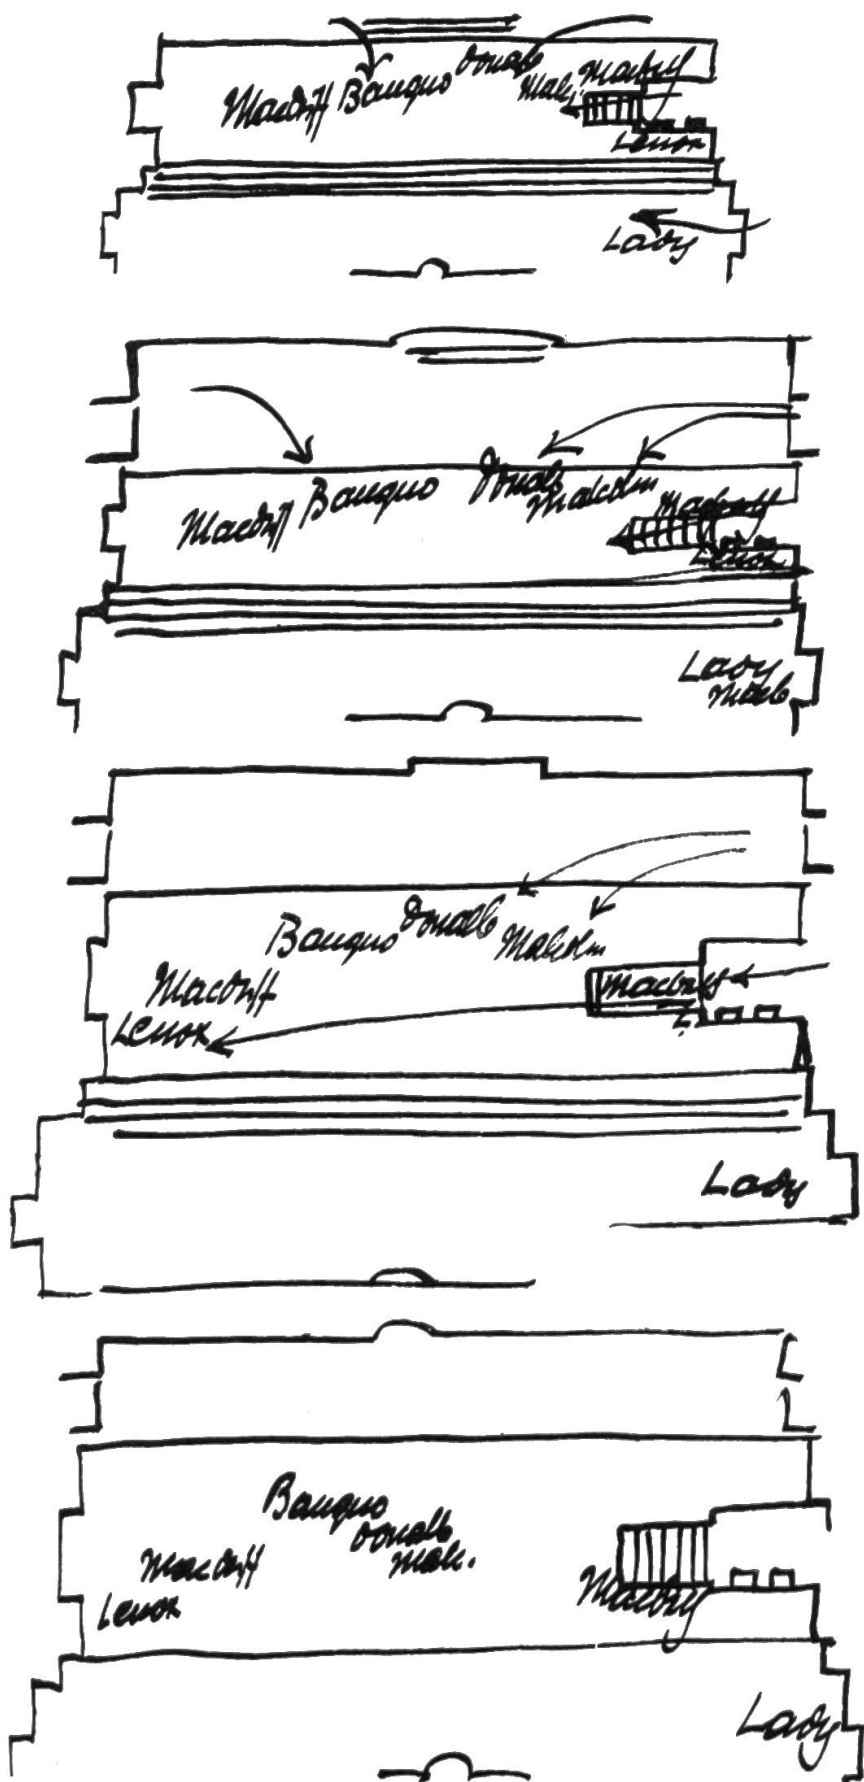 Macduff Banquo Donalb Mal. Macbeth
Lenox
Lady
Macduff Banquo Donalb Malcolm Macbeth
Lenox
Lady
Macb
Banquo Donalb Malcolm
Macduff Macbeth
Lenox
Lady
Banquo
Donalb
Macduff Malc.
Lenox Macbeth
Lady